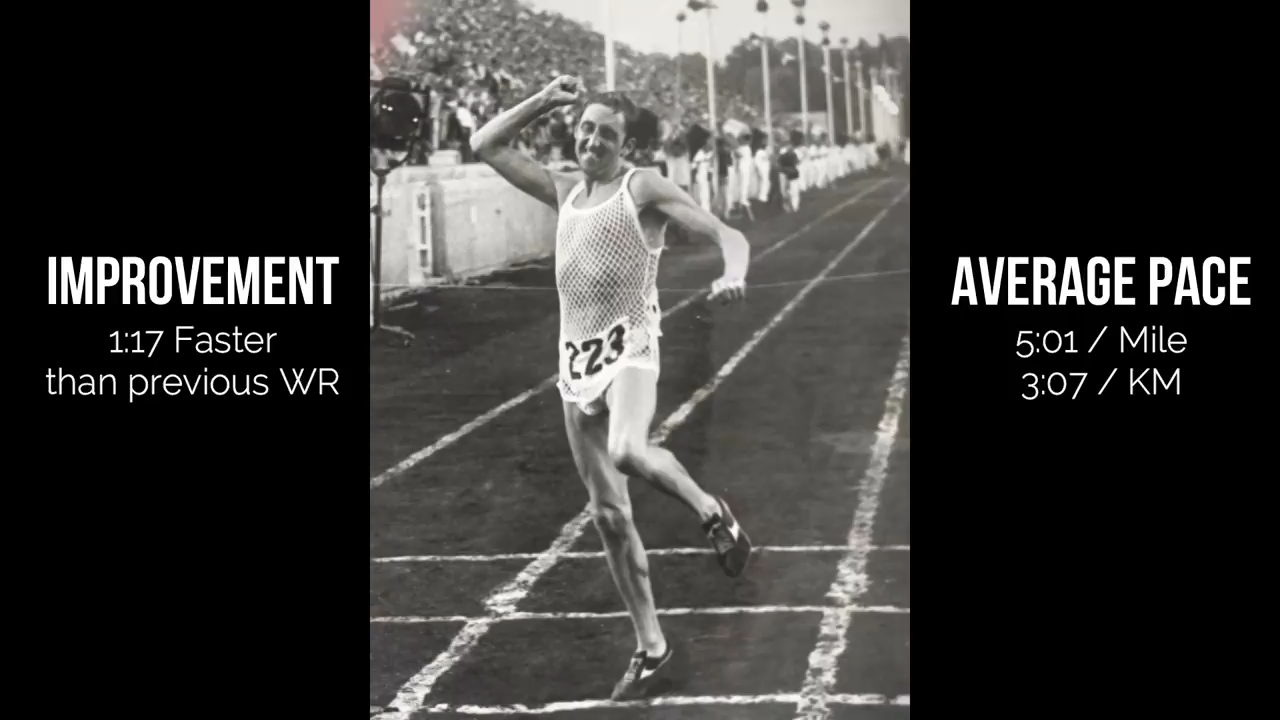 IMPROVEMENT
1:17 Faster
than previous WR
223
AVERAGE PACE
5:01 / Mile
3:07 / KM